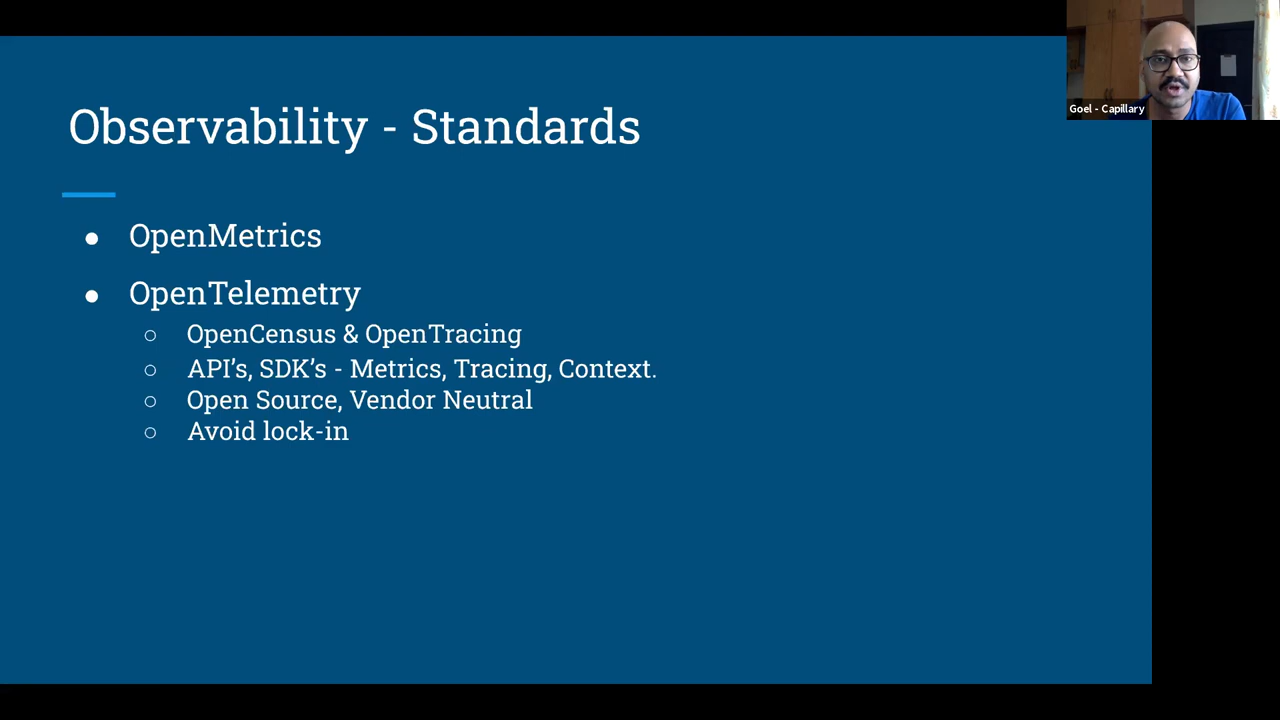 Observability - Standards
● OpenMetrics
● OpenTelemetry
○ OpenCensus & OpenTracing
○ API’s, SDK’s - Metrics, Tracing, Context.
○ Open Source, Vendor Neutral
○ Avoid lock-in
Goel - Capillary